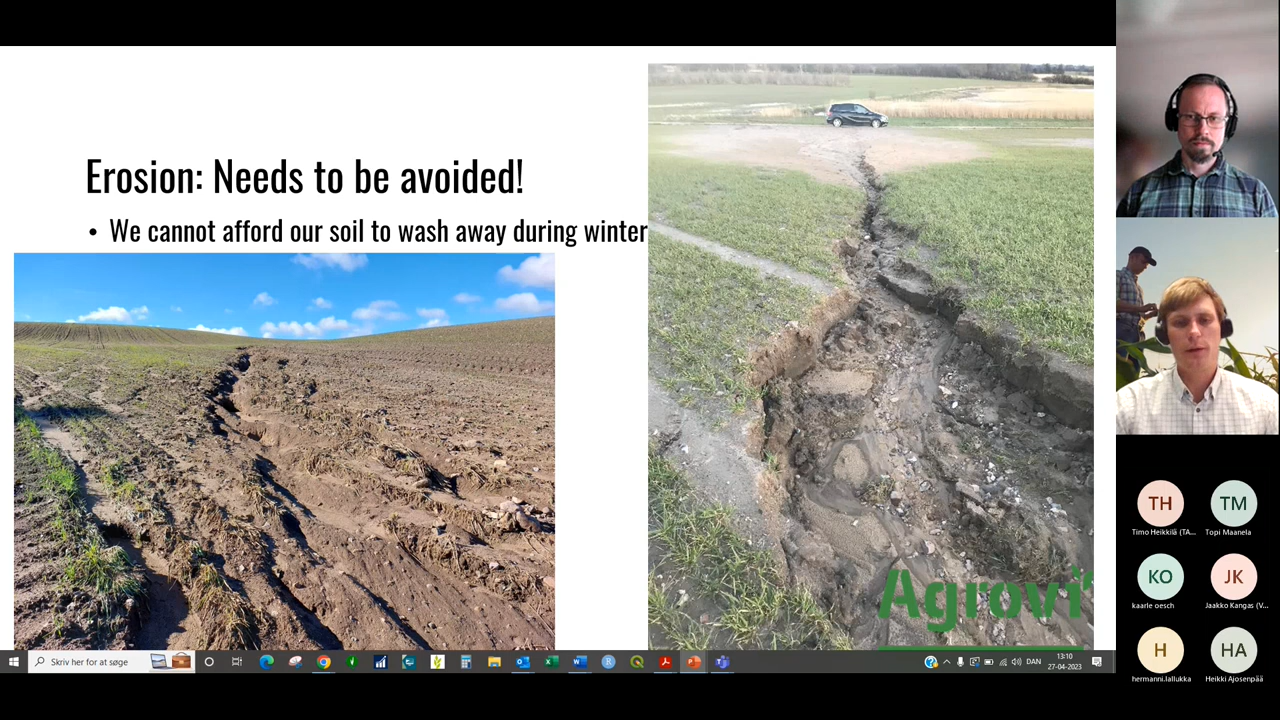 Erosion: Needs to be avoided!
• We cannot afford our soil to wash away during winter
Agrovi
Skriv her for at søge
DAN
13:10
27-04-2023
TH
Timo Heikkilä (TA...
TM
Topi Maanela
KO
kaarle oesch
JK
Jaakko Kangas (V...
H
hermanni.lallukka
HA
Heikki Ajosenpää